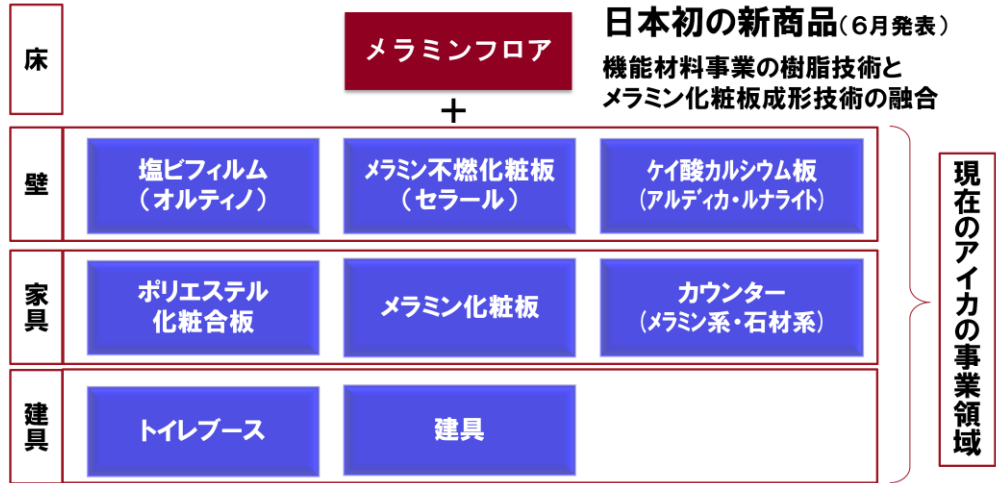 床
メラミンフロア
日本初の新商品(6月発表)
機能材料事業の樹脂技術と
メラミン化粧板成形技術の融合
+
壁
塩ビフィルム
(オルティノ)
メラミン不燃化粧板
(セラール)
ケイ酸カルシウム板
(アルディカ・ルナライト)
家具
ポリエステル
化粧合板
メラミン化粧板
カウンター
(メラミン系・石材系)
建具
トイレブース
建具
現在のアイカの事業領域